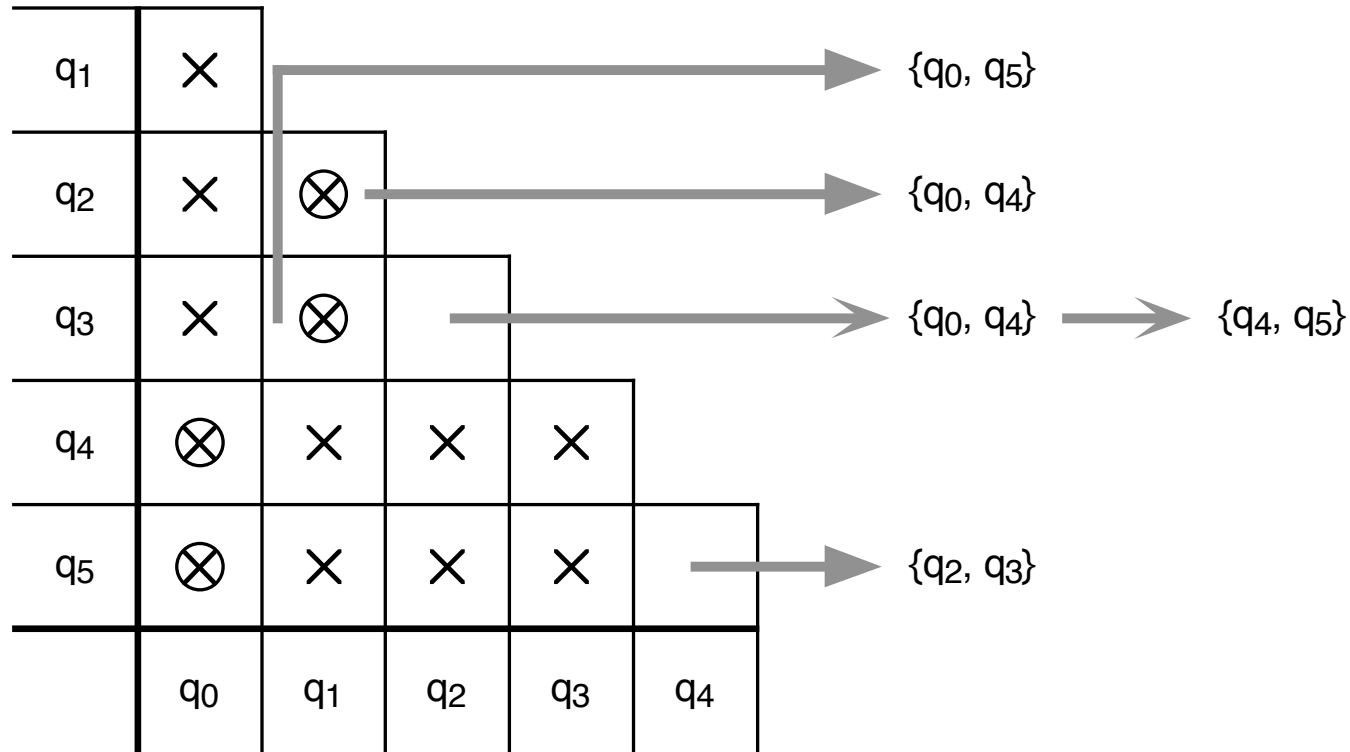 q1 × {q0, q5}
q2 × ⊗ {q0, q4}
q3 × ⊗ {q0, q4} {q4, q5}
q4 ⊗ × × ×
q5 ⊗ × × × {q2, q3}
q0 q1 q2 q3 q4